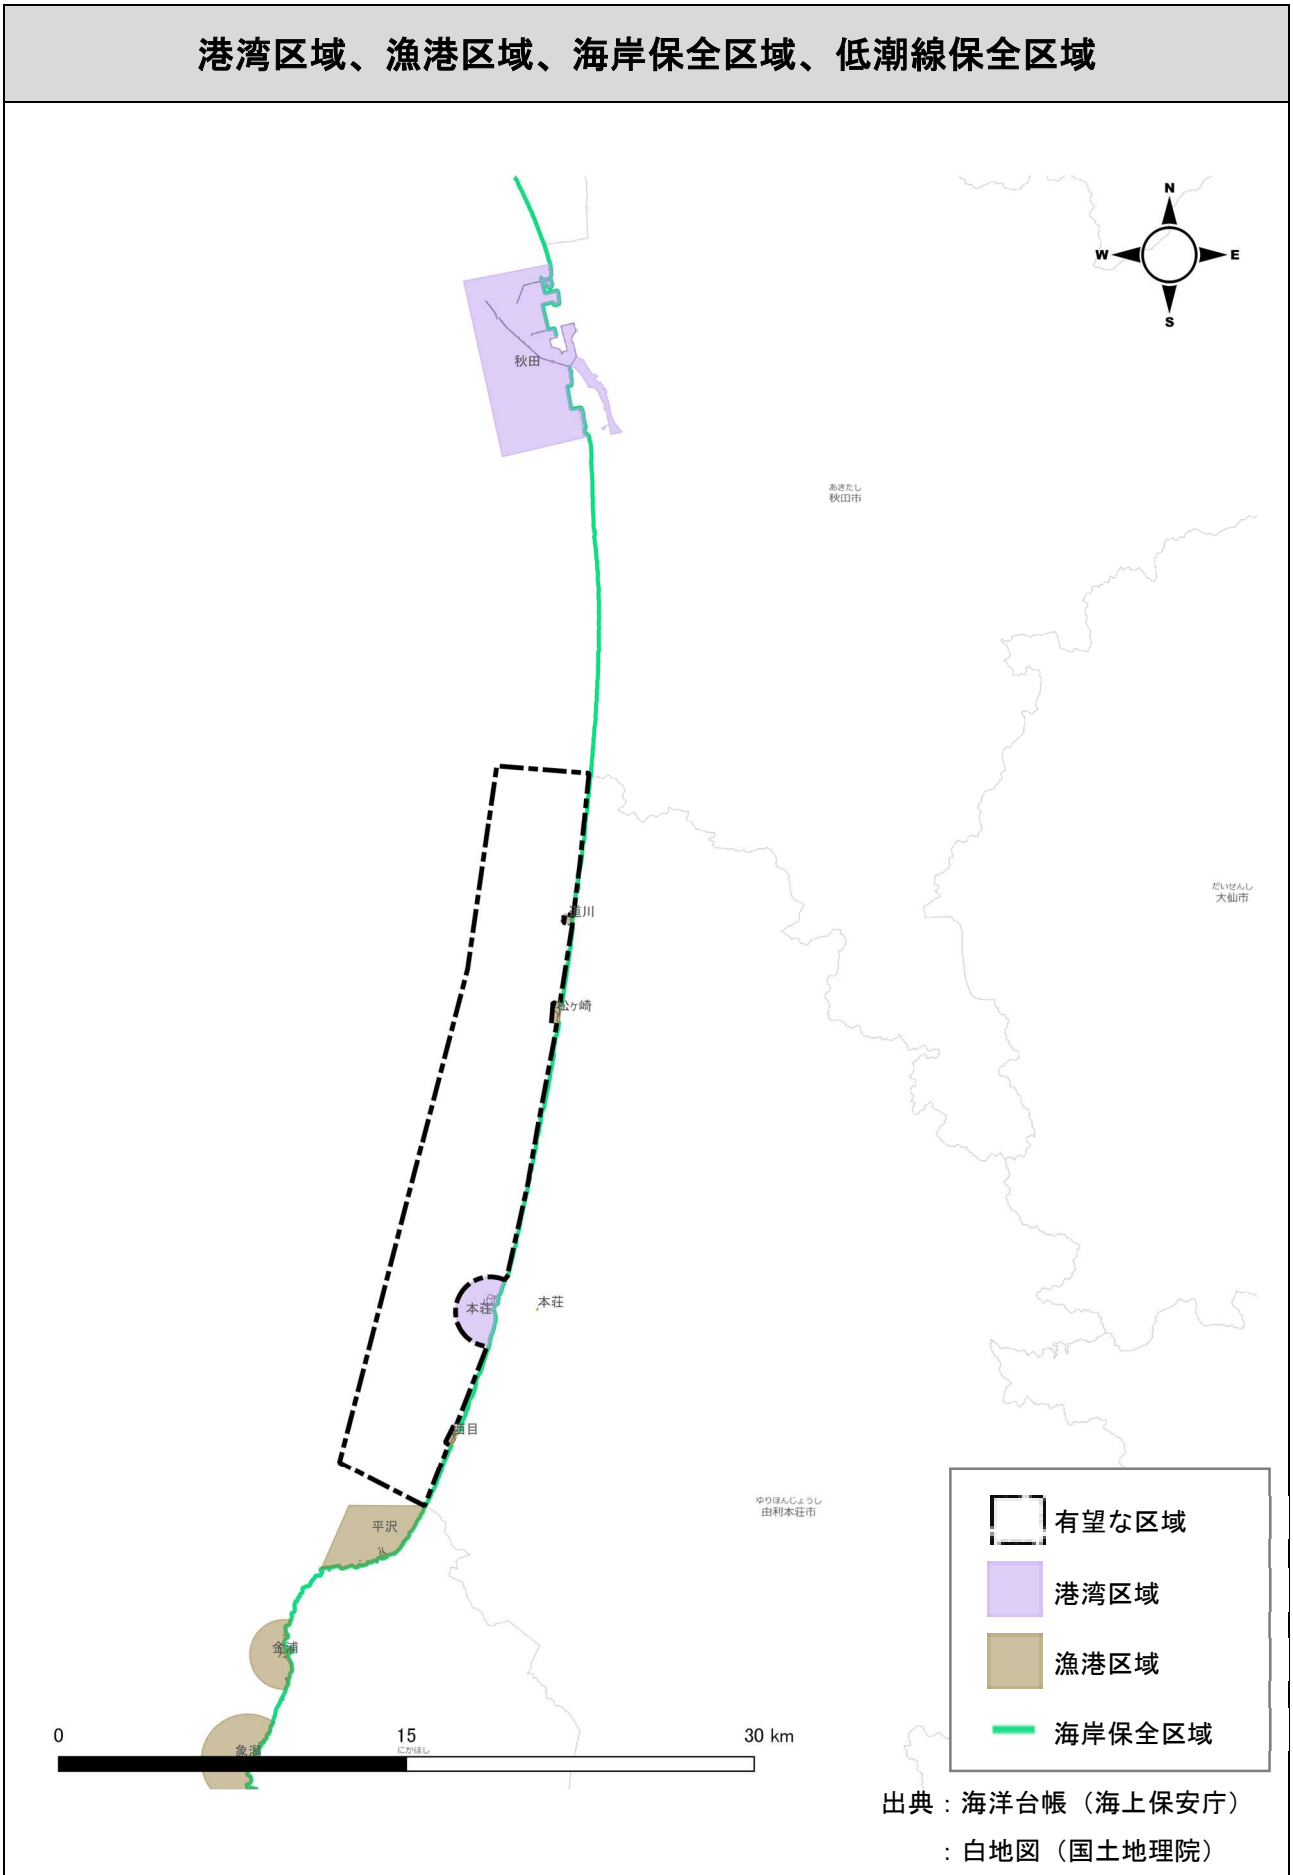 港湾区域、漁港区域、海岸保全区域、低潮線保全区域
N
W
E
S
秋田
あきたし
秋田市
だいせんし
大仙市
道川
松ヶ崎
本荘
本荘
西目
ゆりほんじょうし
由利本荘市
平沢
金浦
象潟
にかほし
0
15
30 km
有望な区域
港湾区域
漁港区域
海岸保全区域
出典：海洋台帳（海上保安庁）
：白地図（国土地理院）